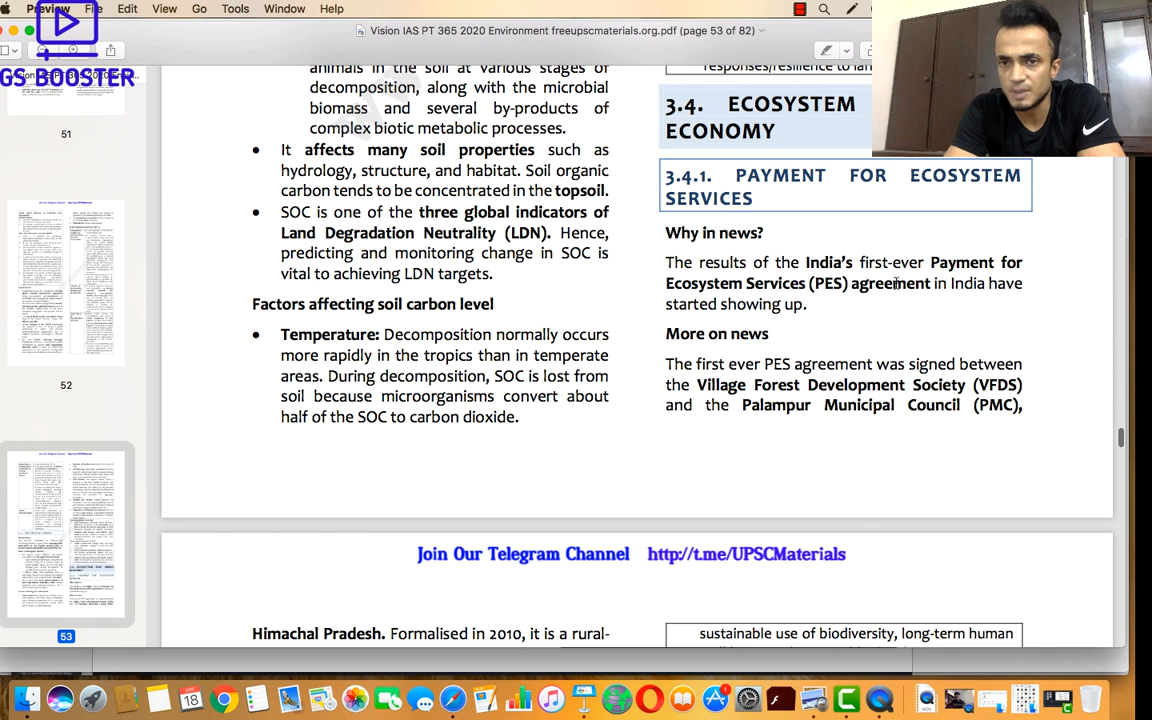 Preview File Edit View Go Tools Window Help
Vision IAS PT 365 2020 Environment freeupscmaterials.org.pdf (page 53 of 82)
GS BOOSTER
51
52
53
animals in the soil at various stages of
decomposition, along with the microbial
biomass and several by-products of
complex biotic metabolic processes.
• It affects many soil properties such as
hydrology, structure, and habitat. Soil organic
carbon tends to be concentrated in the topsoil.
• SOC is one of the three global indicators of
Land Degradation Neutrality (LDN). Hence,
predicting and monitoring change in SOC is
vital to achieving LDN targets.
Factors affecting soil carbon level
• Temperature: Decomposition normally occurs
more rapidly in the tropics than in temperate
areas. During decomposition, SOC is lost from
soil because microorganisms convert about
half of the SOC to carbon dioxide.
responses/resilience to
3.4. ECOSYSTEM
ECONOMY
3.4.1. PAYMENT FOR ECOSYSTEM
SERVICES
Why in news?
The results of the India's first-ever Payment for
Ecosystem Services (PES) agreement in India have
started showing up.
More on news
The first ever PES agreement was signed between
the Village Forest Development Society (VFDS)
and the Palampur Municipal Council (PMC),
Join Our Telegram Channel http://t.me/UPSCMaterials
Himachal Pradesh. Formalised in 2010, it is a rural-
sustainable use of biodiversity, long-term human
APR
18